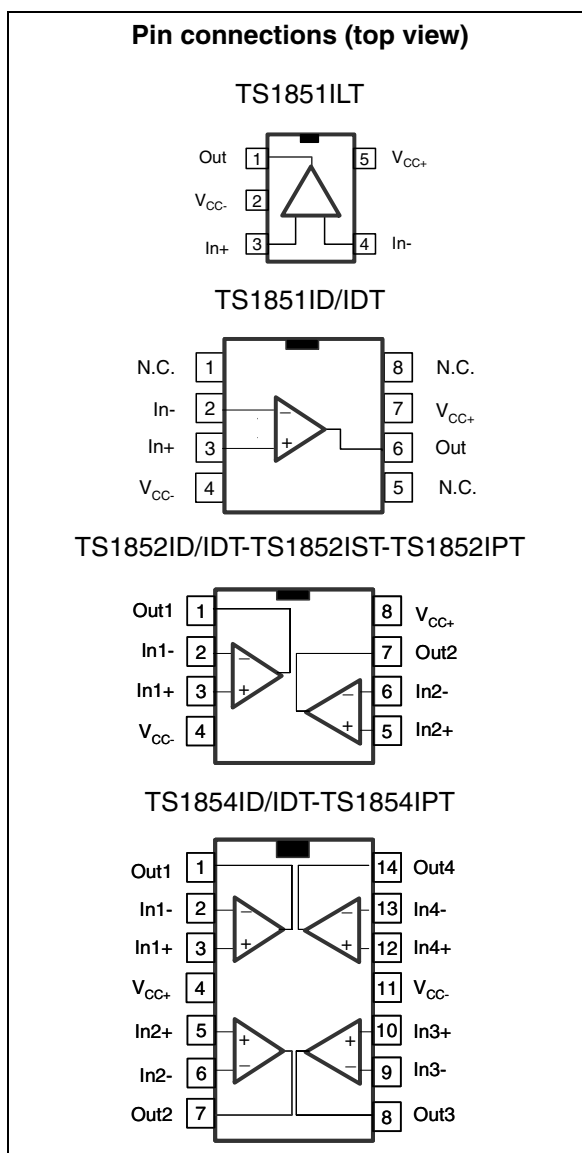 Pin connections (top view)
TS1851ILT
Out 1 5 VCC+
VCC- 2
In+ 3 4 In-
TS1851ID/IDT
N.C. 1 8 N.C.
In- 2 − 7 VCC+
In+ 3 + 6 Out
VCC- 4 5 N.C.
TS1852ID/IDT-TS1852IST-TS1852IPT
Out1 1 8 VCC+
In1- 2 − 7 Out2
In1+ 3 + − 6 In2-
VCC- 4 + 5 In2+
TS1854ID/IDT-TS1854IPT
Out1 1 14 Out4
In1- 2 − − 13 In4-
In1+ 3 + + 12 In4+
VCC+ 4 11 VCC-
In2+ 5 + + 10 In3+
In2- 6 − − 9 In3-
Out2 7 8 Out3